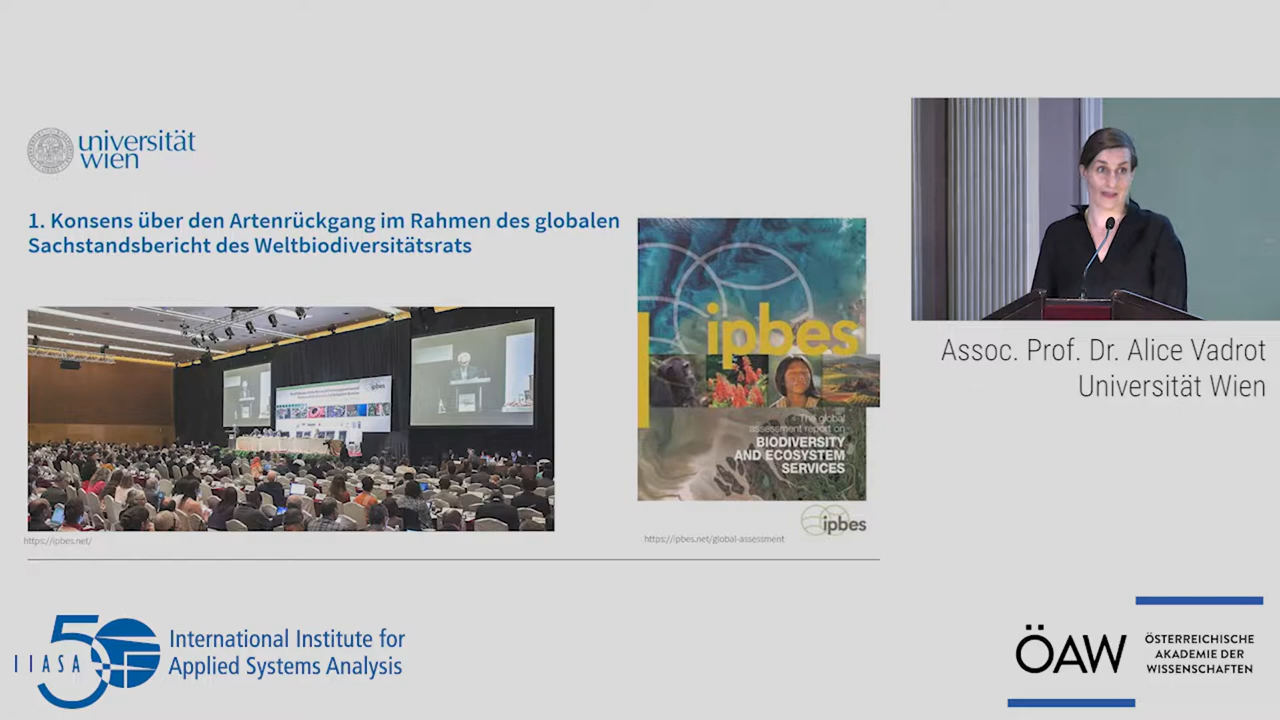 universität
wien
1. Konsens über den Artenrückgang im Rahmen des globalen
Sachstandsbericht des Weltbiodiversitätsrats
ipbes
https://ipbes.net/
ipbes
The global
assessment report on
BIODIVERSITY
AND ECOSYSTEM
SERVICES
ipbes
https://ipbes.net/global-assessment
Assoc. Prof. Dr. Alice Vadrot
Universität Wien
IIASA 50
International Institute for
Applied Systems Analysis
ÖAW
ÖSTERREICHISCHE
AKADEMIE DER
WISSENSCHAFTEN